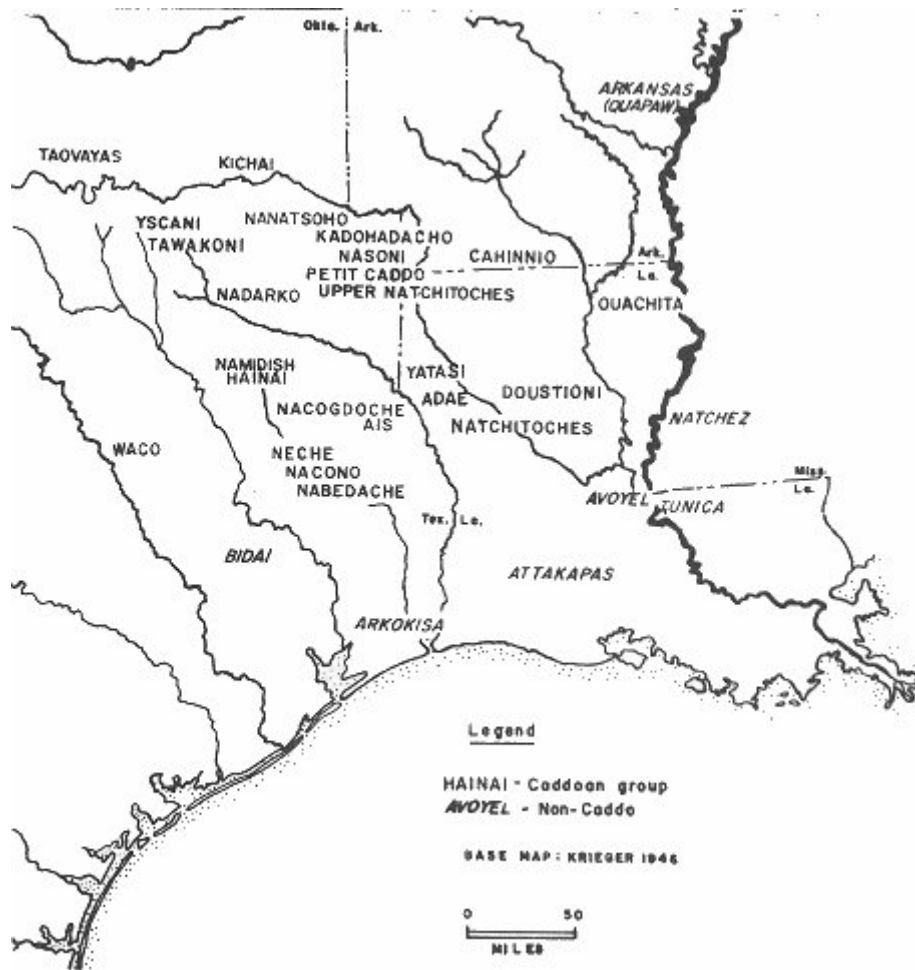 Okla. Ark.
ARKANSAS
(QUAPAW)
TAOVAYAS
KICHAI
YSCANI
TAWAKONI
NANATSOHO
KADOHADACHO
NASONI
PETIT CADDO
UPPER NATCHITOCHES
CAHINNIO
Ark.
La.
OUACHITA
NADARKO
NAMIDISH
HAINAI
NACOGDOCHE
AIS
YATASI
ADAE
DOUSTIONI
NATCHITOCHES
NATCHEZ
WACO
NECHE
NACONO
NABEDACHE
Miss.
La.
AVOYEL
TUNICA
Tex. La.
BIDAI
ATTAKAPAS
ARKOKISA
Legend
HAINAI - Caddoan group
AVOYEL - Non-Caddo
BASE MAP: KRIEGER 1946
0 50
MILES